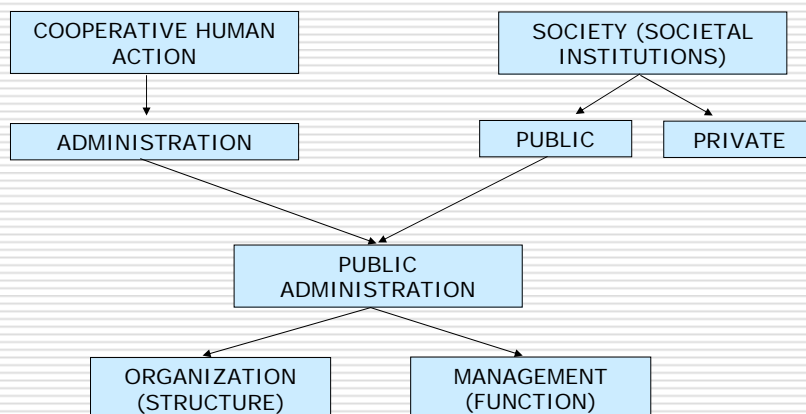 COOPERATIVE HUMAN
ACTION
SOCIETY (SOCIETAL
INSTITUTIONS)
ADMINISTRATION
PUBLIC
PRIVATE
PUBLIC
ADMINISTRATION
ORGANIZATION
(STRUCTURE)
MANAGEMENT
(FUNCTION)